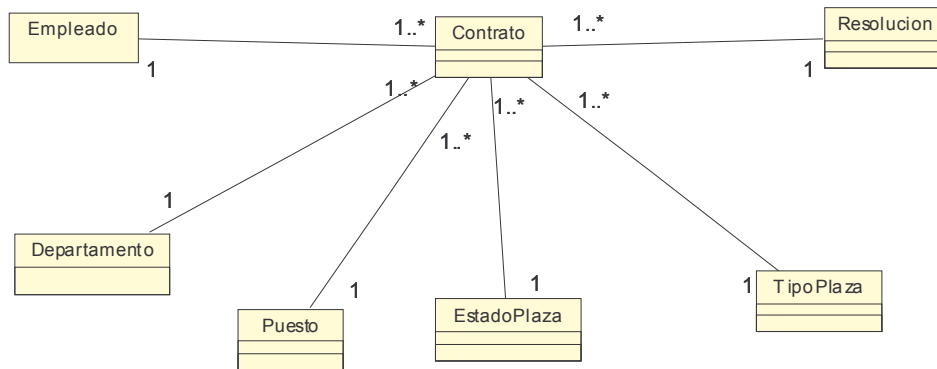 Empleado
1..*
Contrato
1..*
Resolucion
1
1
1..*
1..*
1..*
1..*
1
Departamento
1
Puesto
1
EstadoPlaza
1
TipoPlaza